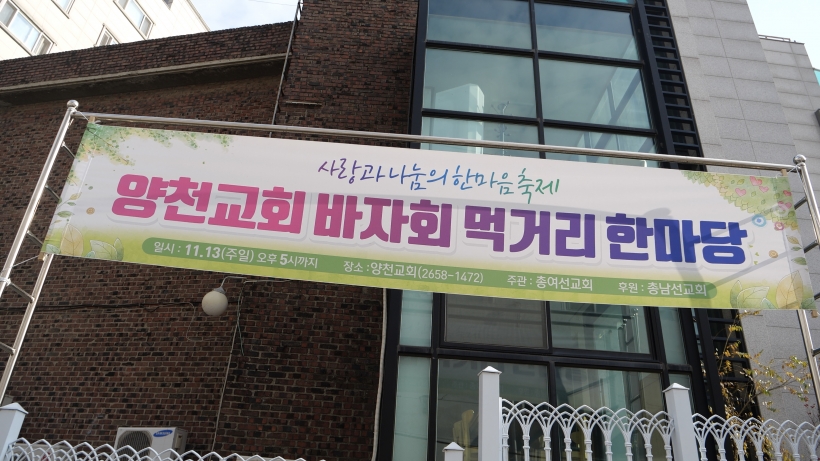 사랑과 나눔의 한마음축제
양천교회 바자회 먹거리 한마당
일시 : 11.13(주일) 오후 5시까지 장소 : 양천교회(2658-1472) 주관 : 총여선교회 후원 : 총남선교회
SAMSUNG